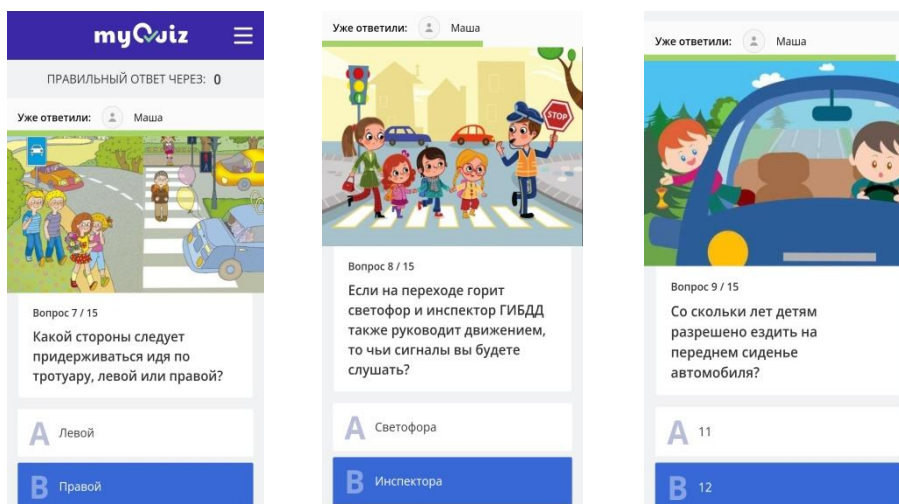 myQuiz
ПРАВИЛЬНЫЙ ОТВЕТ ЧЕРЕЗ: 0
Уже ответили: Маша
Вопрос 7 / 15
Какой стороны следует
придерживаться идя по
тротуару, левой или правой?
A Левой
B Правой
Уже ответили: Маша
STOP
Вопрос 8 / 15
Если на переходе горит
светофор и инспектор ГИБДД
также руководит движением,
то чьи сигналы вы будете
слушать?
A Светофора
B Инспектора
Уже ответили: Маша
Вопрос 9 / 15
Со скольки лет детям
разрешено ездить на
переднем сиденье
автомобиля?
A 11
B 12